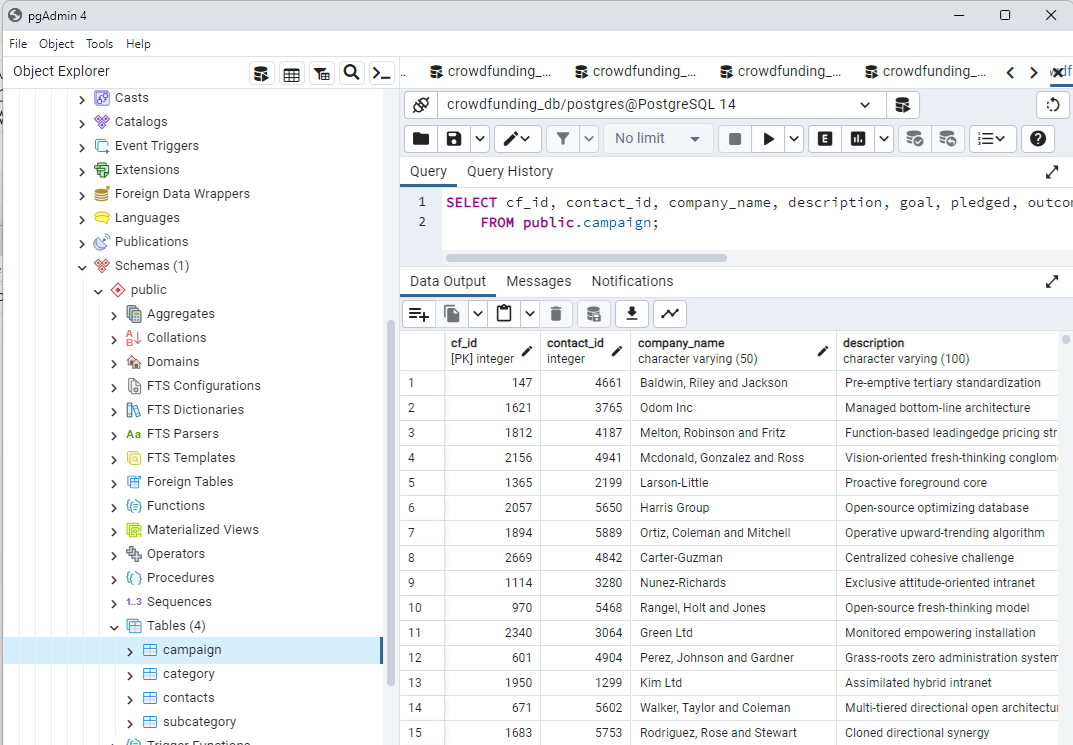 pgAdmin 4
File Object Tools Help
Object Explorer
Casts
Catalogs
Event Triggers
Extensions
Foreign Data Wrappers
Languages
Publications
Schemas (1)
public
Aggregates
Collations
Domains
FTS Configurations
FTS Dictionaries
Aa FTS Parsers
FTS Templates
Foreign Tables
Functions
Materialized Views
Operators
Procedures
1..3 Sequences
Tables (4)
campaign
category
contacts
subcategory
Trigger Functions
crowdfunding_... crowdfunding_... crowdfunding_... crowdfunding_...
crowdfunding_db/postgres@PostgreSQL 14
No limit E
Query Query History
1 SELECT cf_id, contact_id, company_name, description, goal, pledged, outcom
2 FROM public.campaign;
Data Output Messages Notifications
cf_id contact_id company_name description
[PK] integer integer character varying (50) character varying (100)
1 147 4661 Baldwin, Riley and Jackson Pre-emptive tertiary standardization
2 1621 3765 Odom Inc Managed bottom-line architecture
3 1812 4187 Melton, Robinson and Fritz Function-based leadingedge pricing str
4 2156 4941 Mcdonald, Gonzalez and Ross Vision-oriented fresh-thinking conglom
5 1365 2199 Larson-Little Proactive foreground core
6 2057 5650 Harris Group Open-source optimizing database
7 1894 5889 Ortiz, Coleman and Mitchell Operative upward-trending algorithm
8 2669 4842 Carter-Guzman Centralized cohesive challenge
9 1114 3280 Nunez-Richards Exclusive attitude-oriented intranet
10 970 5468 Rangel, Holt and Jones Open-source fresh-thinking model
11 2340 3064 Green Ltd Monitored empowering installation
12 601 4904 Perez, Johnson and Gardner Grass-roots zero administration system
13 1950 1299 Kim Ltd Assimilated hybrid intranet
14 671 5602 Walker, Taylor and Coleman Multi-tiered directional open architectur
15 1683 5753 Rodriguez, Rose and Stewart Cloned directional synergy